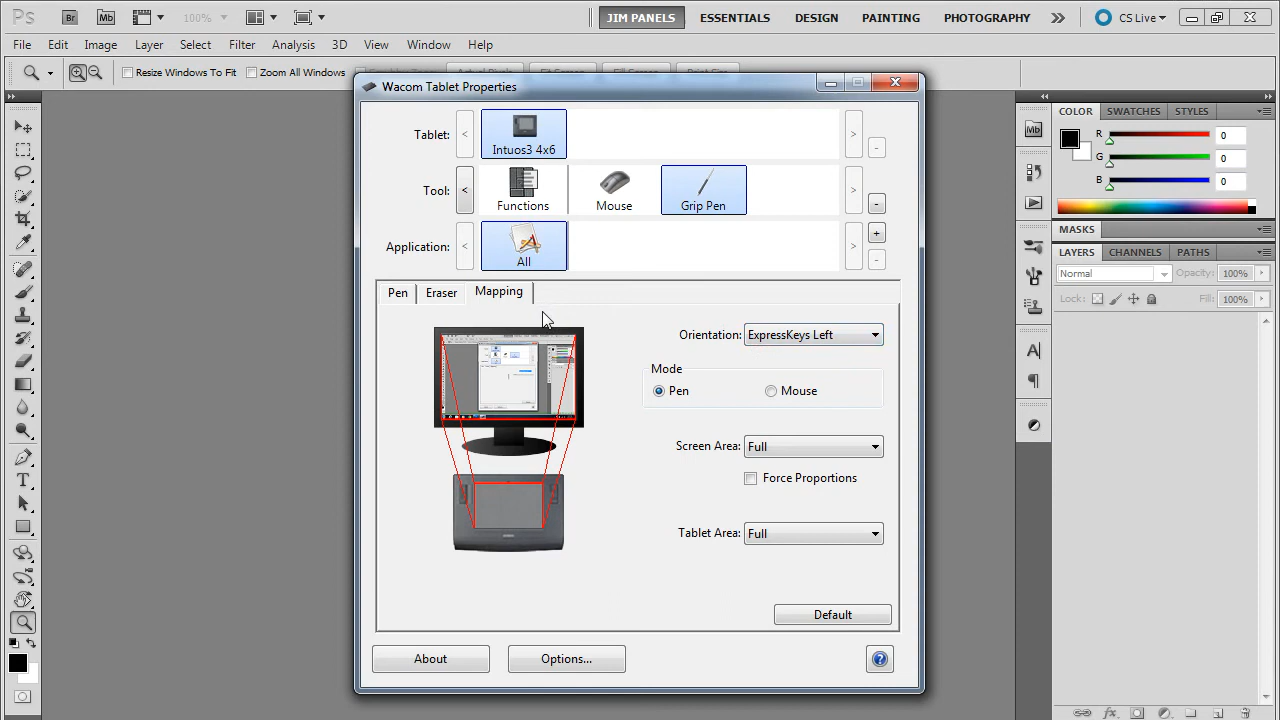 Ps Br Mb 100% JIM PANELS ESSENTIALS DESIGN PAINTING PHOTOGRAPHY CS Live
File Edit Image Layer Select Filter Analysis 3D View Window Help
Resize Windows To Fit Zoom All Windows
Wacom Tablet Properties
Tablet: < Intuos3 4x6 > -
Tool: < Functions Mouse Grip Pen > -
Application: < All > + -
Pen Eraser Mapping
Orientation: ExpressKeys Left
Mode
Pen Mouse
Screen Area: Full
Force Proportions
Tablet Area: Full
Default
About Options... ?
COLOR SWATCHES STYLES
R 0
G 0
B 0
MASKS
LAYERS CHANNELS PATHS
Normal Opacity: 100%
Lock: Fill: 100%
Mb
A
T
fx